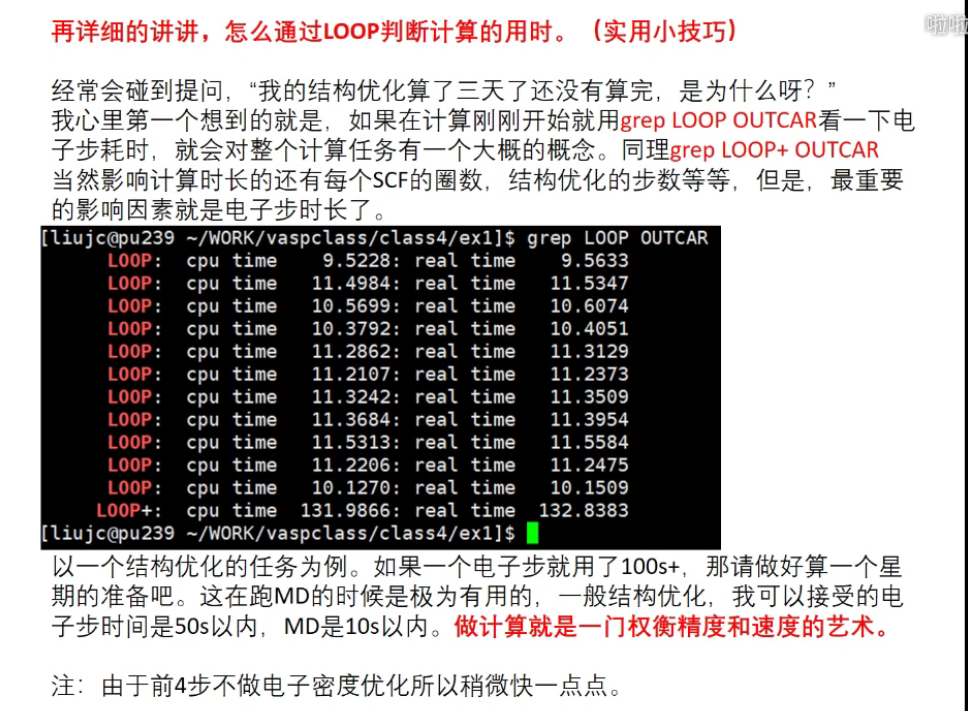 再详细的讲讲，怎么通过LOOP判断计算的用时。（实用小技巧）
经常会碰到提问，“我的结构优化算了三天了还没有算完，是为什么呀？”
我心里第一个想到的就是，如果在计算刚刚开始就用grep LOOP OUTCAR看一下电
子步耗时，就会对整个计算任务有一个大概的概念。同理grep LOOP+ OUTCAR
当然影响计算时长的还有每个SCF的圈数，结构优化的步数等等，但是，最重要
的影响因素就是电子步时长了。
[liujc@pu239 ~/WORK/vaspclass/class4/ex1]$ grep LOOP OUTCAR
LOOP: cpu time 9.5228: real time 9.5633
LOOP: cpu time 11.4984: real time 11.5347
LOOP: cpu time 10.5699: real time 10.6074
LOOP: cpu time 10.3792: real time 10.4051
LOOP: cpu time 11.2862: real time 11.3129
LOOP: cpu time 11.2107: real time 11.2373
LOOP: cpu time 11.3242: real time 11.3509
LOOP: cpu time 11.3684: real time 11.3954
LOOP: cpu time 11.5313: real time 11.5584
LOOP: cpu time 11.2206: real time 11.2475
LOOP: cpu time 10.1270: real time 10.1509
LOOP+: cpu time 131.9866: real time 132.8383
[liujc@pu239 ~/WORK/vaspclass/class4/ex1]$
以一个结构优化的任务为例。如果一个电子步就用了100s+，那请做好算一个星
期的准备吧。这在跑MD的时候是极为有用的，一般结构优化，我可以接受的电
子步时间是50s以内，MD是10s以内。做计算就是一门权衡精度和速度的艺术。
注：由于前4步不做电子密度优化所以稍微快一点点。
啦啦